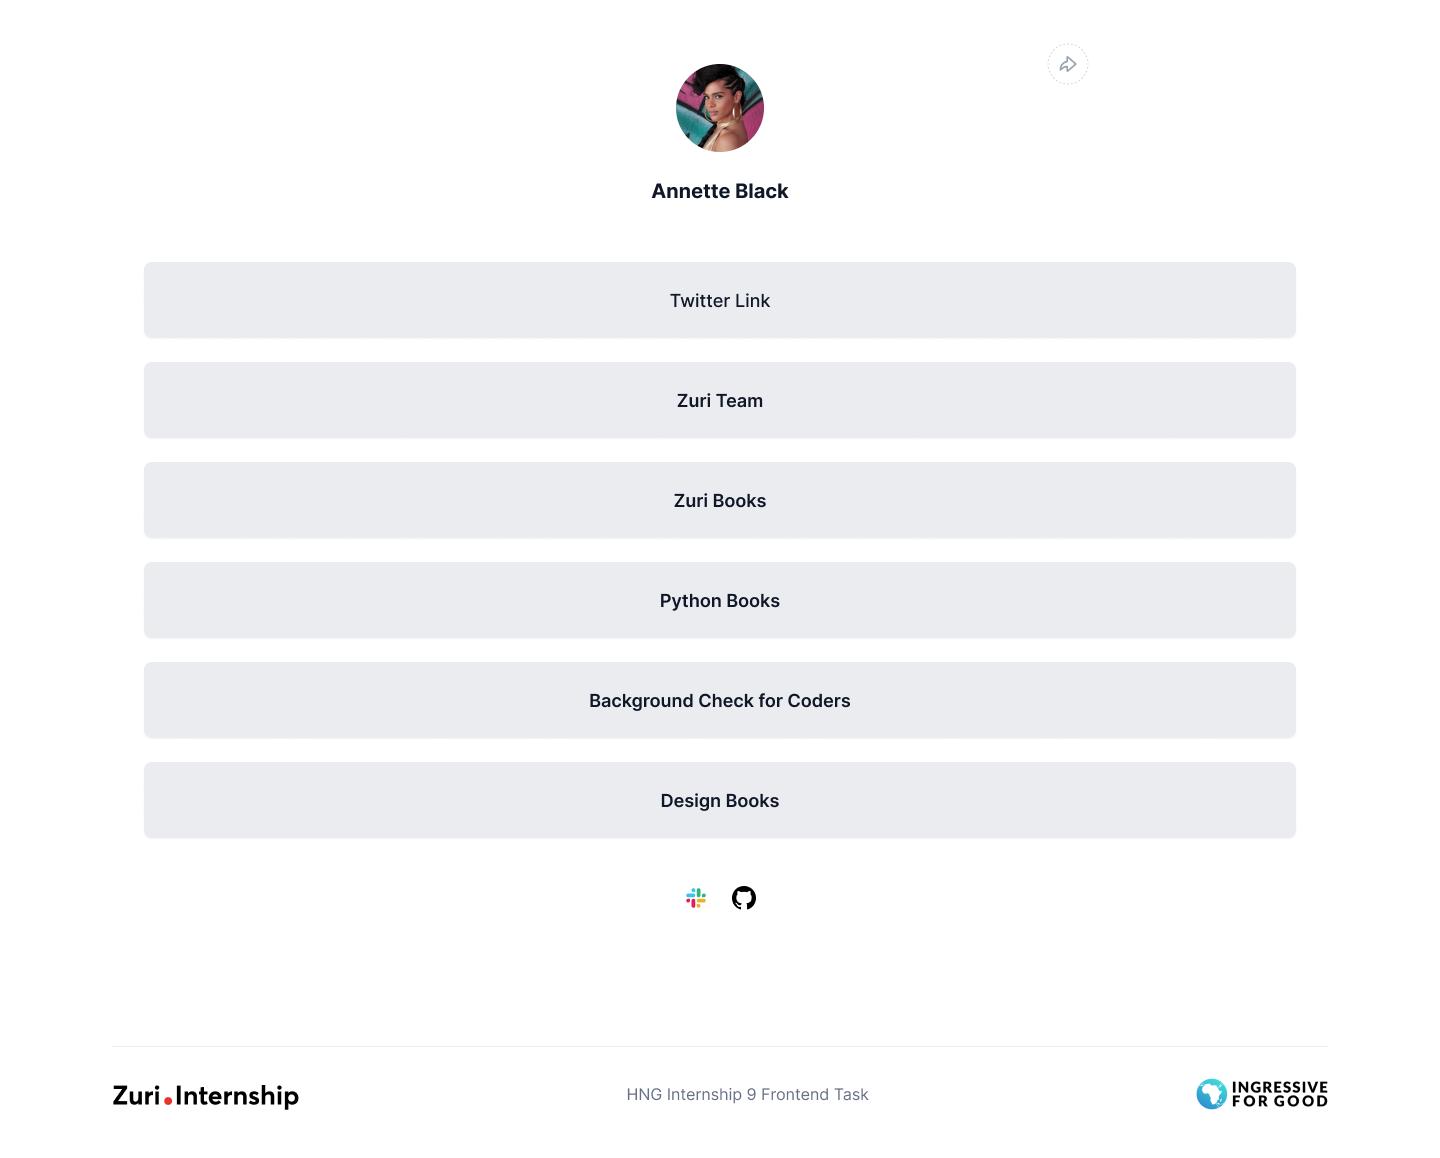 Annette Black
Twitter Link
Zuri Team
Zuri Books
Python Books
Background Check for Coders
Design Books
Zuri.Internship
HNG Internship 9 Frontend Task
INGRESSIVE
FOR GOOD